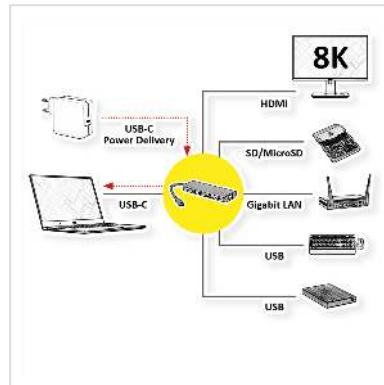 8K
HDMI
USB-C
Power Delivery
SD/MicroSD
USB-C
Gigabit LAN
USB
USB